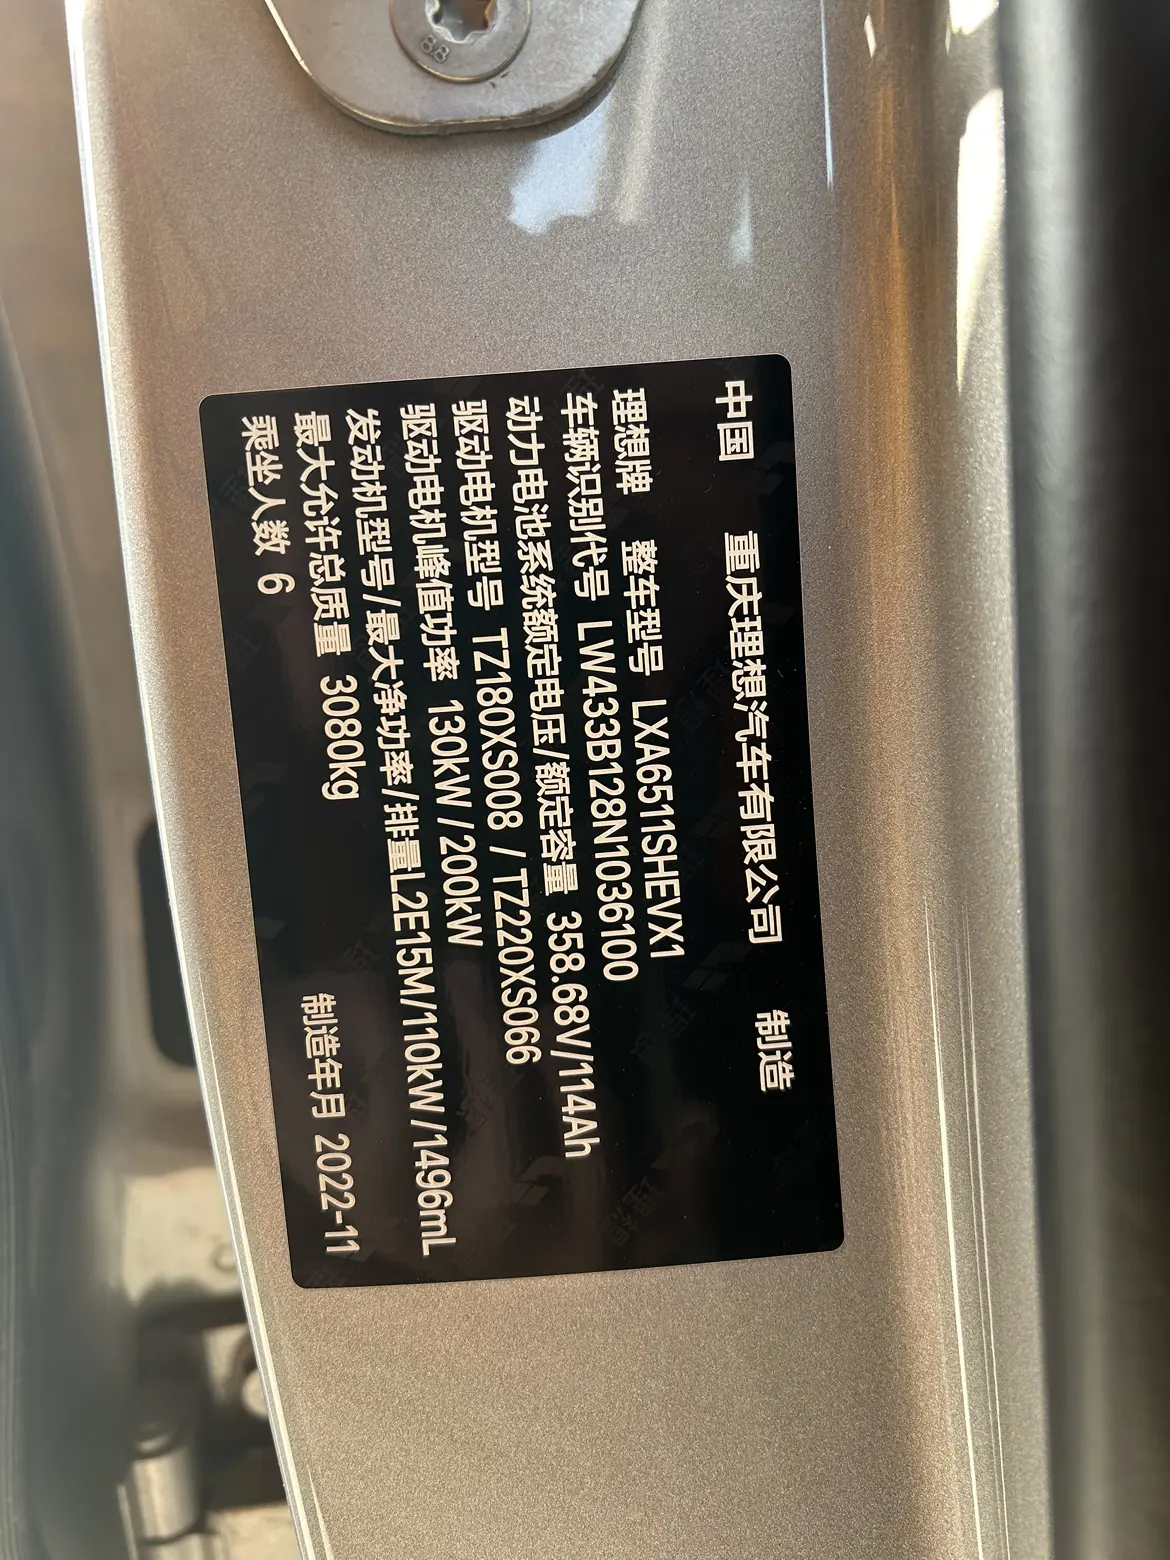 88
中国 重庆理想汽车有限公司 制造
理想牌 整车型号 LXA6511SHEVX1
车辆识别代号 LW433B128N1036100
动力电池系统额定电压/额定容量 358.68V/114Ah
驱动电机型号 TZ180XS008 / TZ220XS066
驱动电机峰值功率 130kW / 200kW
发动机型号/最大净功率/排量L2E15M/110kW/1496mL
最大允许总质量 3080kg
乘坐人数 6 制造年月 2022-11